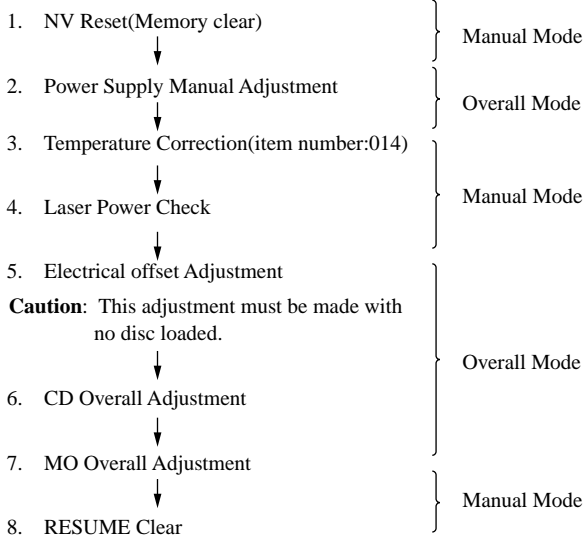 1. NV Reset(Memory clear)
Manual Mode
2. Power Supply Manual Adjustment
Overall Mode
3. Temperature Correction(item number:014)
Manual Mode
4. Laser Power Check
5. Electrical offset Adjustment
Caution: This adjustment must be made with
no disc loaded.
Overall Mode
6. CD Overall Adjustment
7. MO Overall Adjustment
Manual Mode
8. RESUME Clear